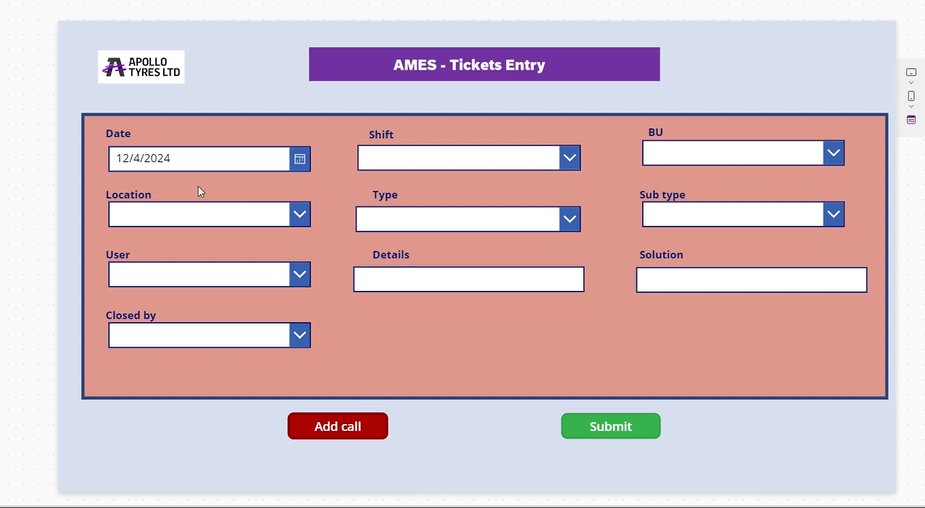 APOLLO
TYRES LTD
AMES - Tickets Entry
Date
Shift
BU
12/4/2024
Location
Type
Sub type
User
Details
Solution
Closed by
Add call
Submit